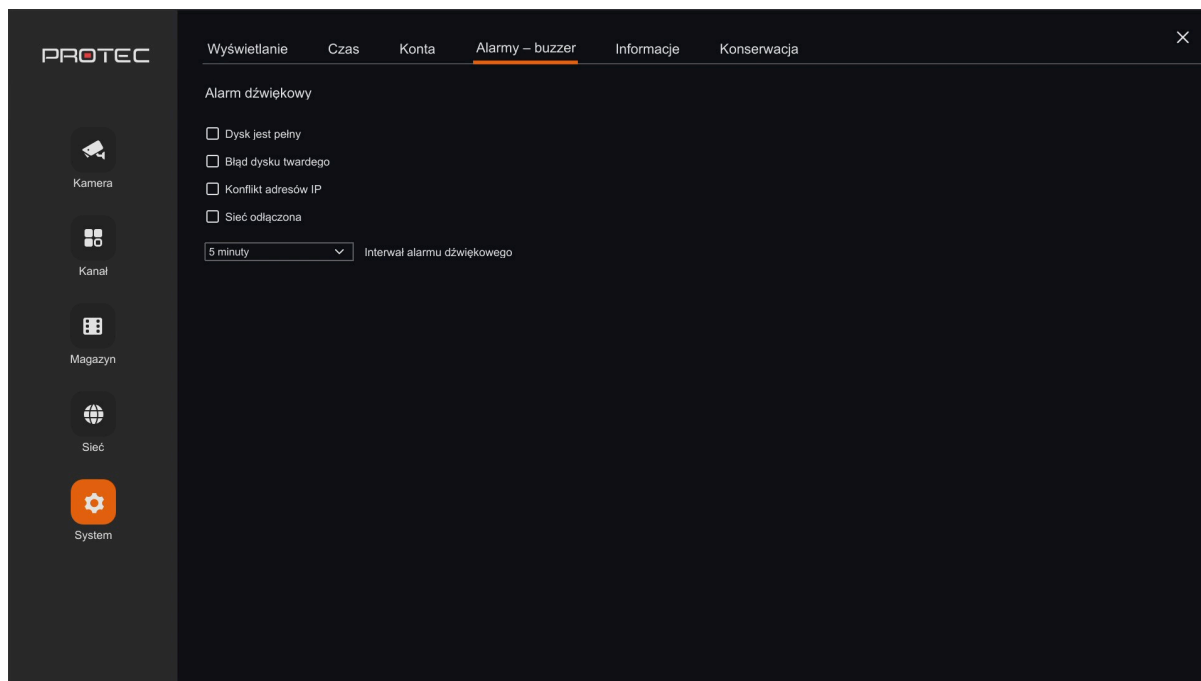 PROTEC
Wyświetlanie Czas Konta Alarmy – buzzer Informacje Konserwacja
Alarm dźwiękowy
Dysk jest pełny
Błąd dysku twardego
Konflikt adresów IP
Sieć odłączona
5 minuty Interwał alarmu dźwiękowego
Kamera
Kanał
Magazyn
Sieć
System